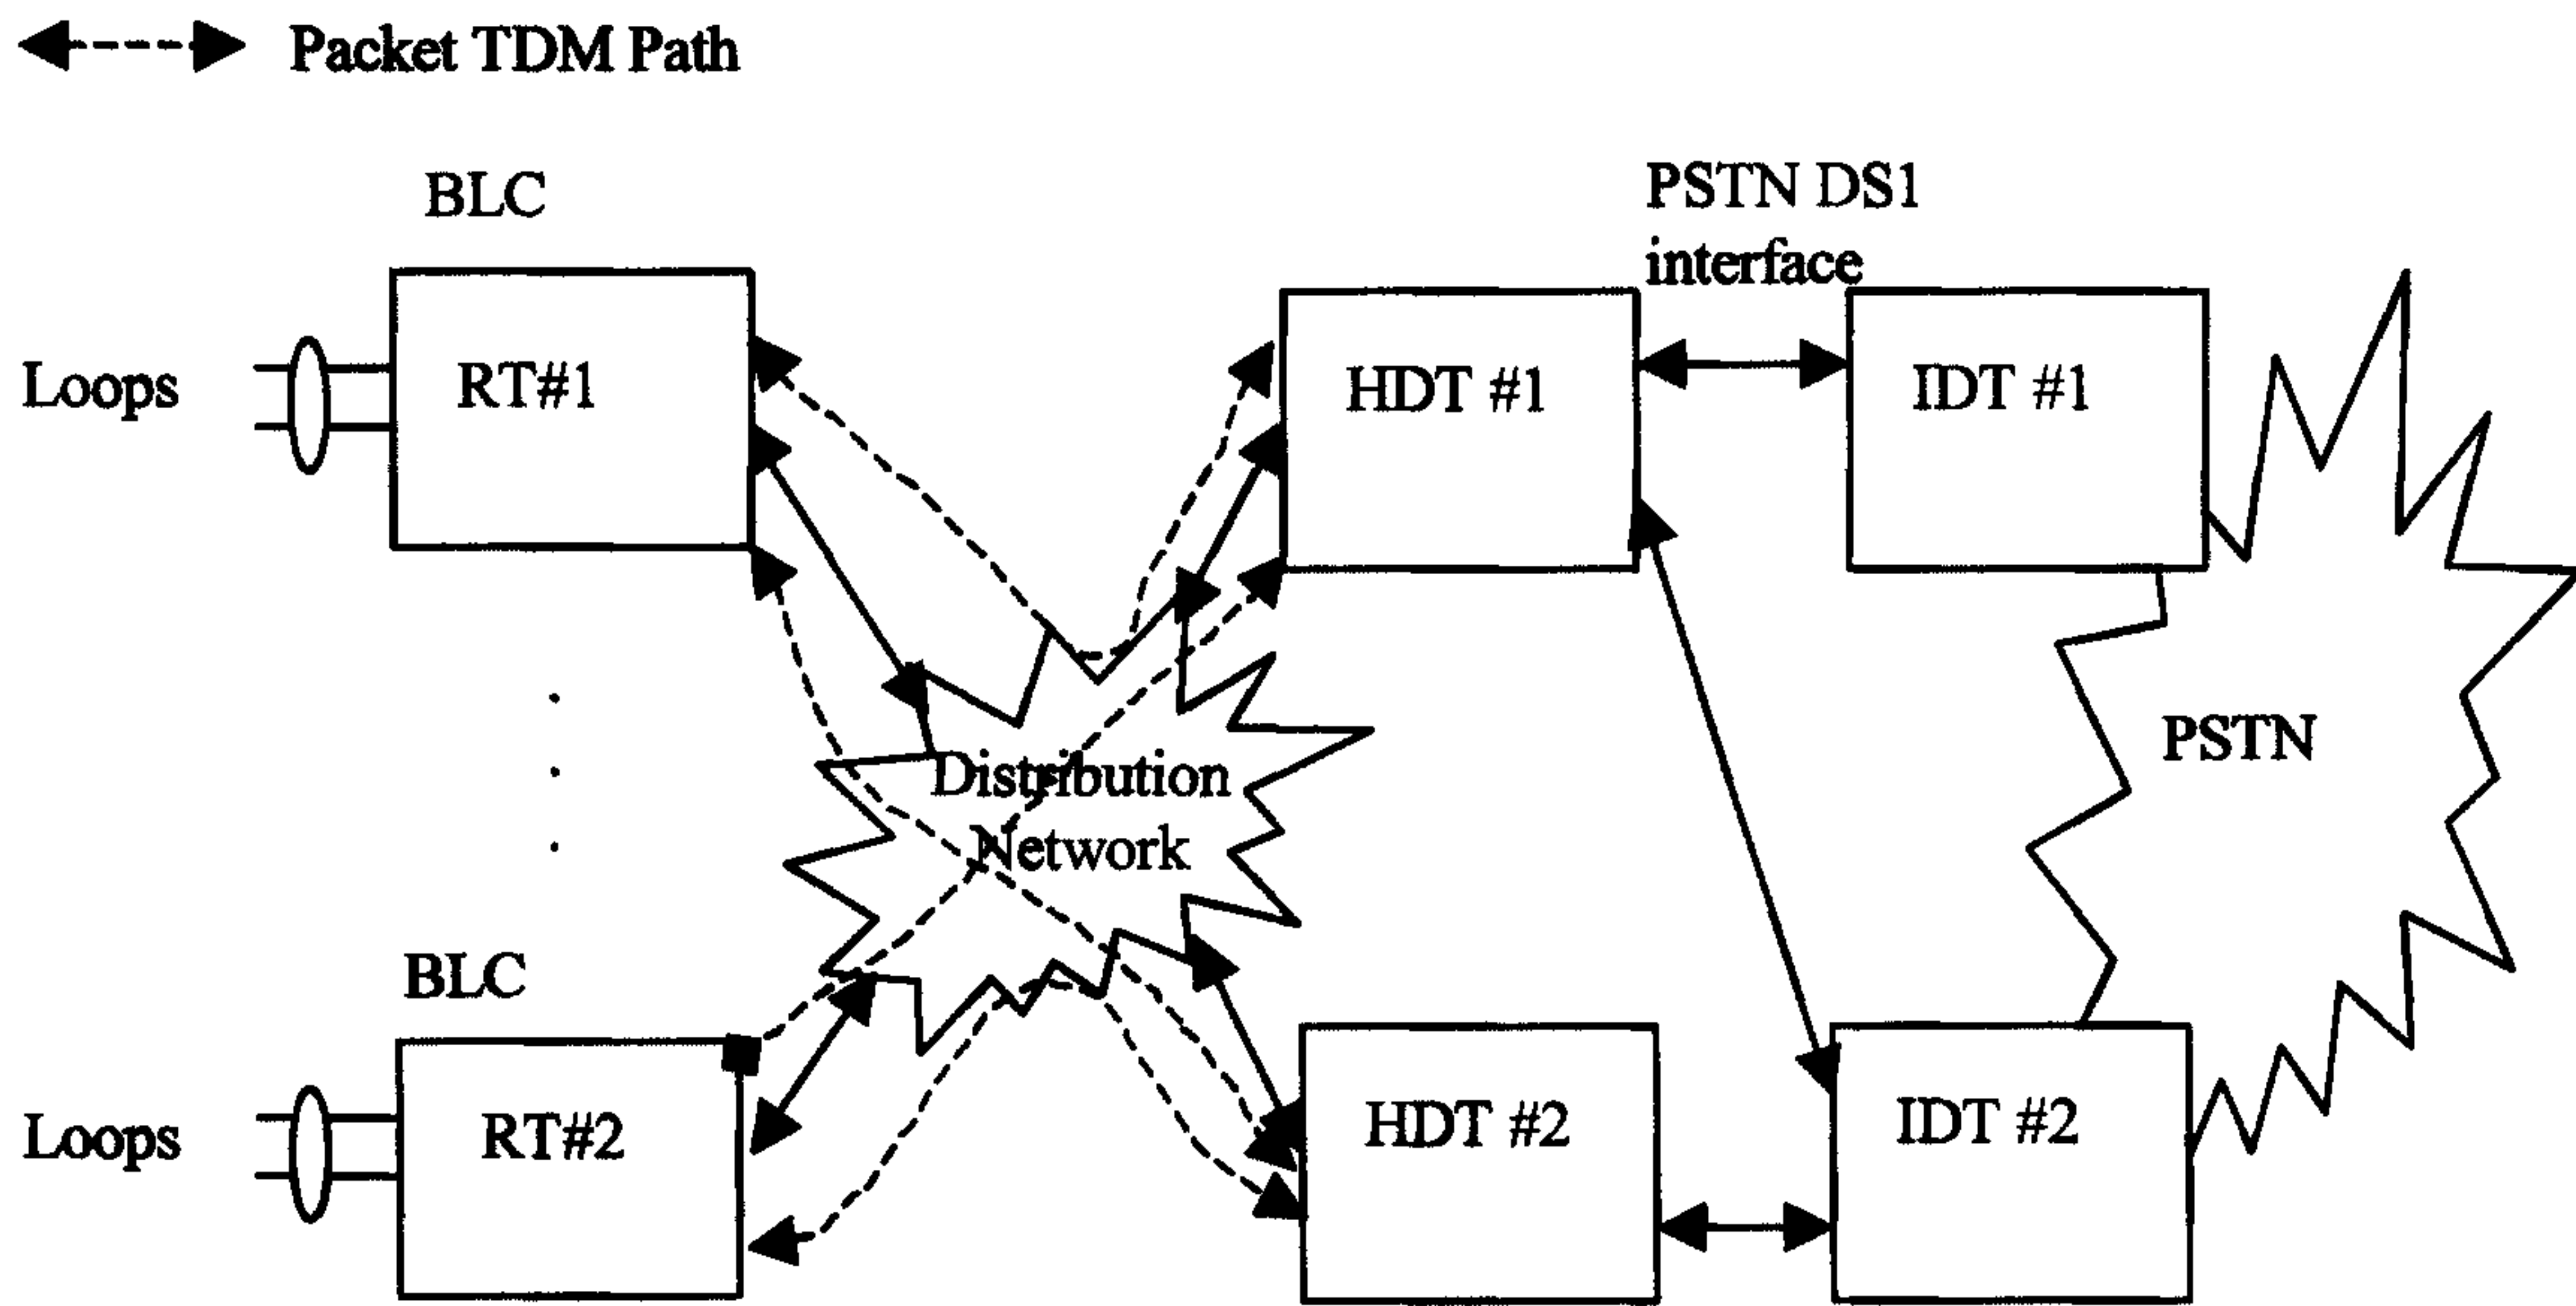 Packet TDM Path
BLC
PSTN DS1
interface
Loops
RT#1
HDT #1
IDT #1
Distribution
Network
PSTN
BLC
Loops
RT#2
HDT #2
IDT #2